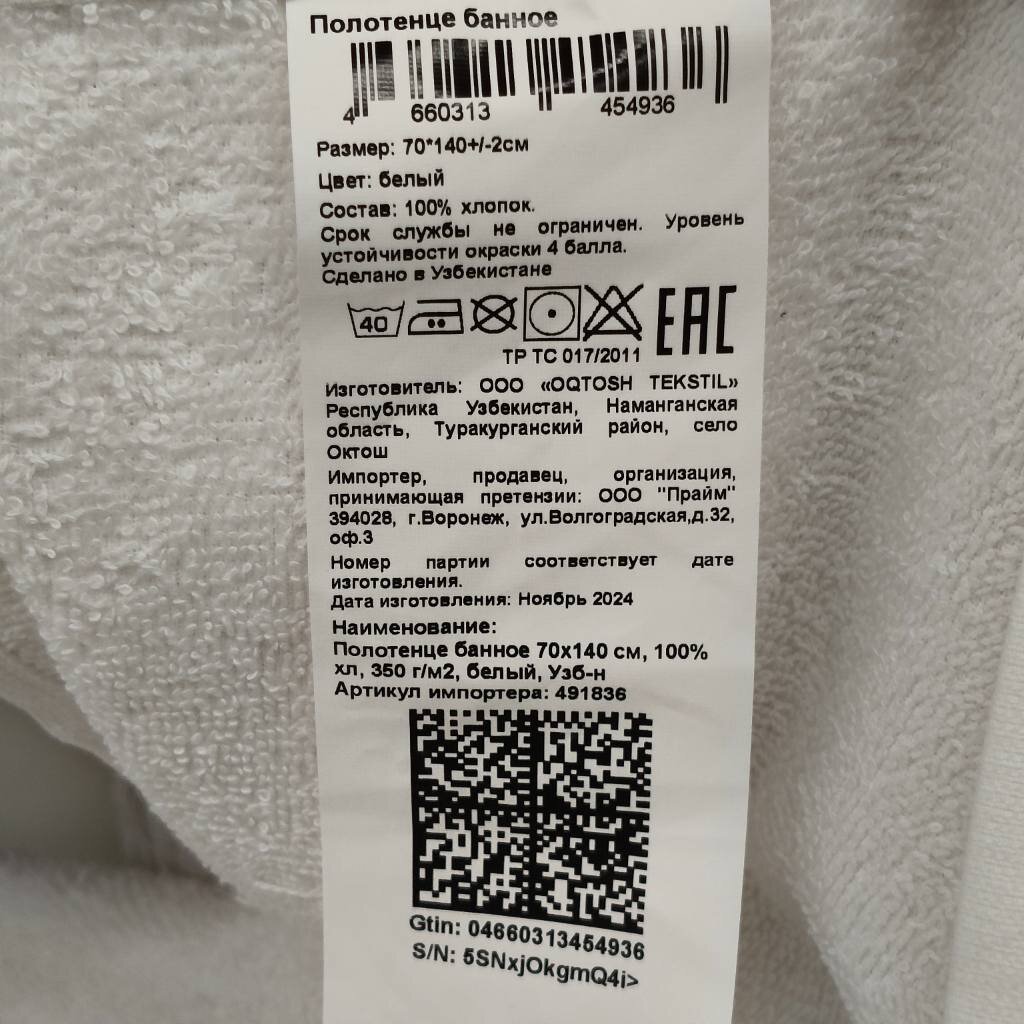 Полотенце банное
4 660313 454936
Размер: 70*140+/-2см
Цвет: белый
Состав: 100% хлопок.
Срок службы не ограничен. Уровень
устойчивости окраски 4 балла.
Сделано в Узбекистане
40
EAC
ТР ТС 017/2011
Изготовитель: ООО «OQTOSH TEKSTIL»
Республика Узбекистан, Наманганская
область, Туракурганский район, село
Октош
Импортер, продавец, организация,
принимающая претензии: ООО "Прайм"
394028, г.Воронеж, ул.Волгоградская,д.32,
оф.3
Номер партии соответствует дате
изготовления.
Дата изготовления: Ноябрь 2024
Наименование:
Полотенце банное 70х140 см, 100%
хл, 350 г/м2, белый, Узб-н
Артикул импортера: 491836
Gtin: 04660313454936
S/N: 5SNxjOkgmQ4i>